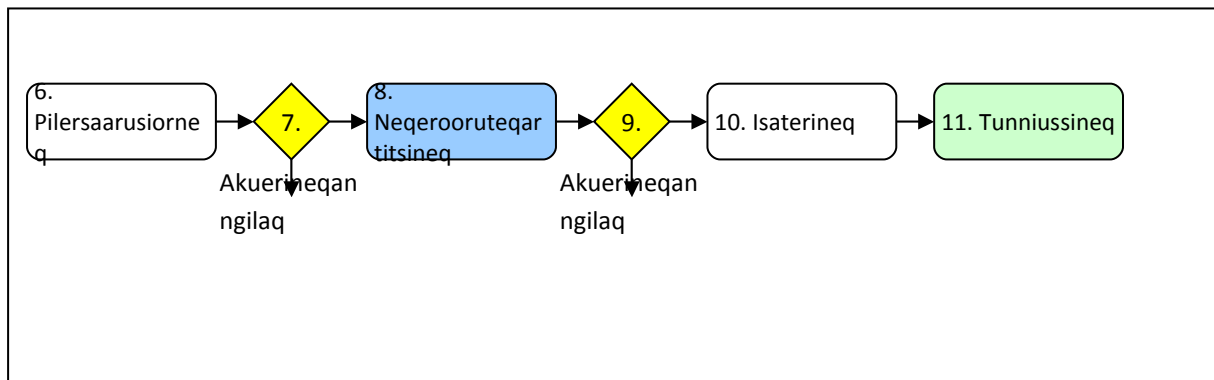 6.
Pilersaarusiorne
q
7.
8.
Neqerooruteqar
titsineq
9.
10. Isaterineq
11. Tunniussineq
Akuerineqan
ngilaq
Akuerineqan
ngilaq